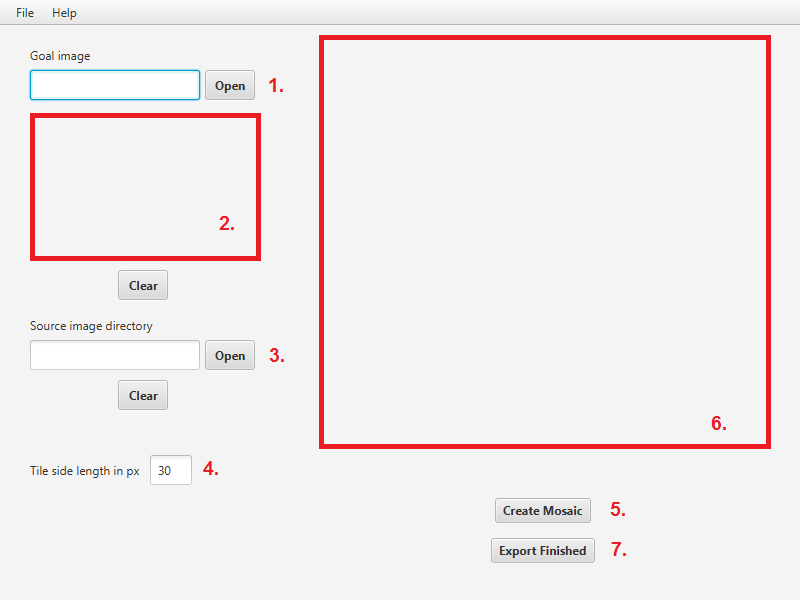 File Help
Goal image
Open 1.
2.
Clear
Source image directory
Open 3.
Clear
6.
Tile side length in px 30 4.
Create Mosaic 5.
Export Finished 7.